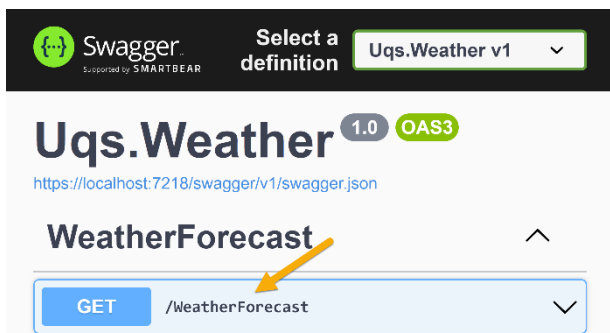 Swagger.
Supported by SMARTBEAR
Select a
definition
Uqs.Weather v1
Uqs.Weather 1.0 OAS3
https://localhost:7218/swagger/v1/swagger.json
WeatherForecast
GET /WeatherForecast